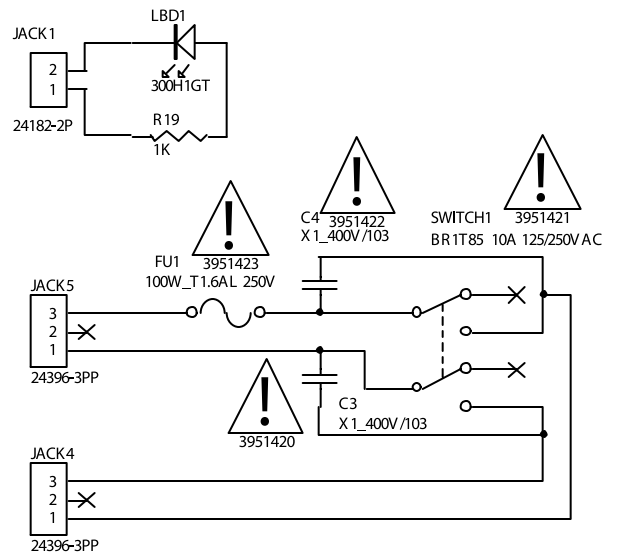 LBD1
JACK1
2
1
300H1GT
24182-2P
R19
1K
C4
3951422
X1_400V/103
SWITCH1
3951421
BR1T85 10A 125/250V AC
FU1
3951423
100W_T1.6AL 250V
JACK5
3
2
1
24396-3PP
C3
X1_400V/103
3951420
JACK4
3
2
1
24396-3PP